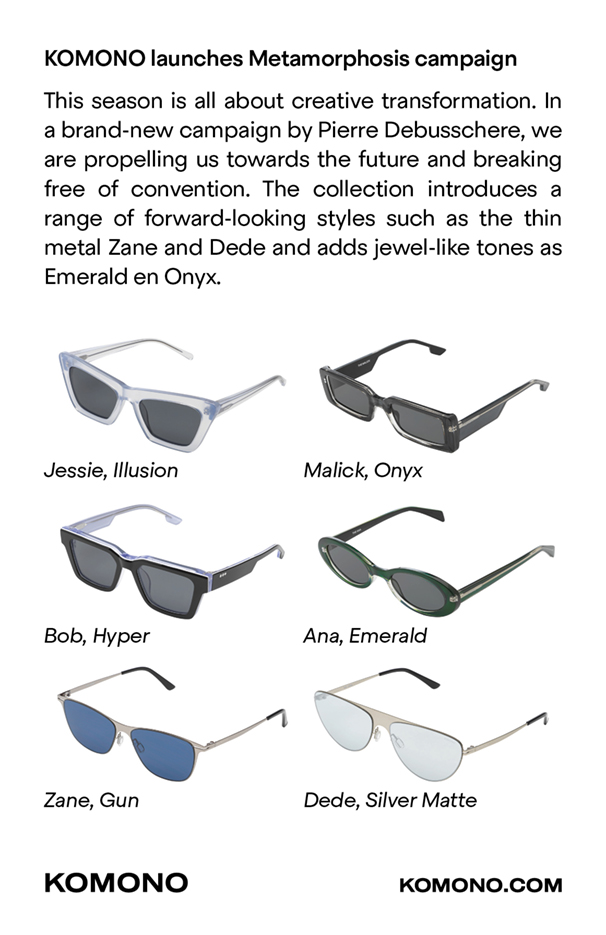 KOMONO launches Metamorphosis campaign
This season is all about creative transformation. In
a brand-new campaign by Pierre Debusschere, we
are propelling us towards the future and breaking
free of convention. The collection introduces a
range of forward-looking styles such as the thin
metal Zane and Dede and adds jewel-like tones as
Emerald en Onyx.
Jessie, Illusion
Malick, Onyx
Bob, Hyper
Ana, Emerald
Zane, Gun
Dede, Silver Matte
KOMONO
KOMONO.COM